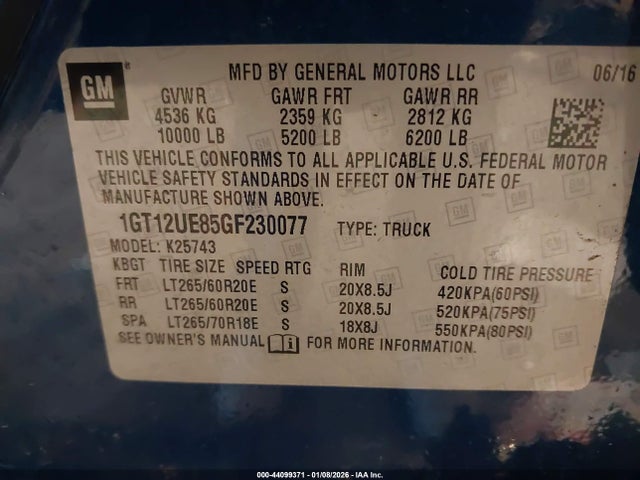 GM
MFD BY GENERAL MOTORS LLC 06/16
GVWR GAWR FRT GAWR RR
4536 KG 2359 KG 2812 KG
10000 LB 5200 LB 6200 LB
THIS VEHICLE CONFORMS TO ALL APPLICABLE U.S. FEDERAL MOTOR
VEHICLE SAFETY STANDARDS IN EFFECT ON THE DATE OF
MANUFACTURE SHOWN ABOVE.
1GT12UE85GF230077 TYPE: TRUCK
MODEL: K25743
KBGT TIRE SIZE SPEED RTG RIM COLD TIRE PRESSURE
FRT LT265/60R20E S 20X8.5J 420KPA(60PSI)
RR LT265/60R20E S 20X8.5J 520KPA(75PSI)
SPA LT265/70R18E S 18X8J 550KPA(80PSI)
SEE OWNER'S MANUAL FOR MORE INFORMATION.
000-44099371 - 01/08/2026 - IAA Inc.